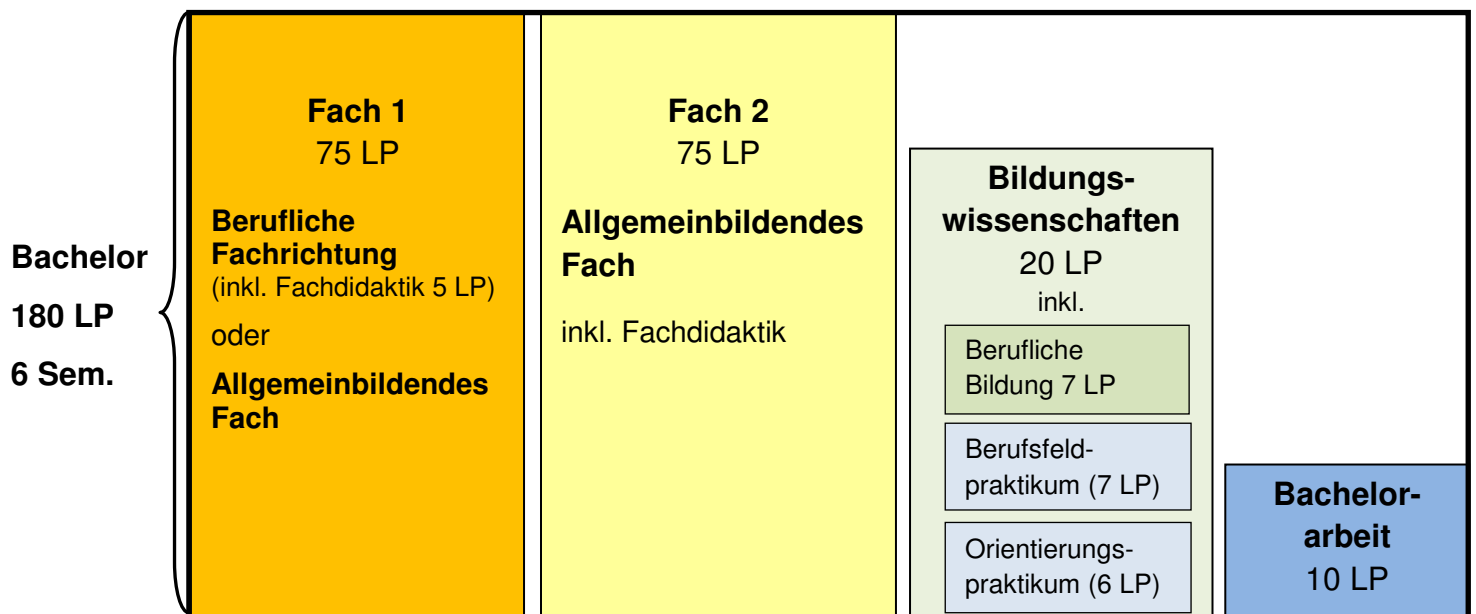 Bachelor
180 LP
6 Sem.
Fach 1
75 LP
Berufliche
Fachrichtung
(inkl. Fachdidaktik 5 LP)
oder
Allgemeinbildendes
Fach
Fach 2
75 LP
Allgemeinbildendes
Fach
inkl. Fachdidaktik
Bildungs-
wissenschaften
20 LP
inkl.
Berufliche
Bildung 7 LP
Berufsfeld-
praktikum (7 LP)
Orientierungs-
praktikum (6 LP)
Bachelor-
arbeit
10 LP